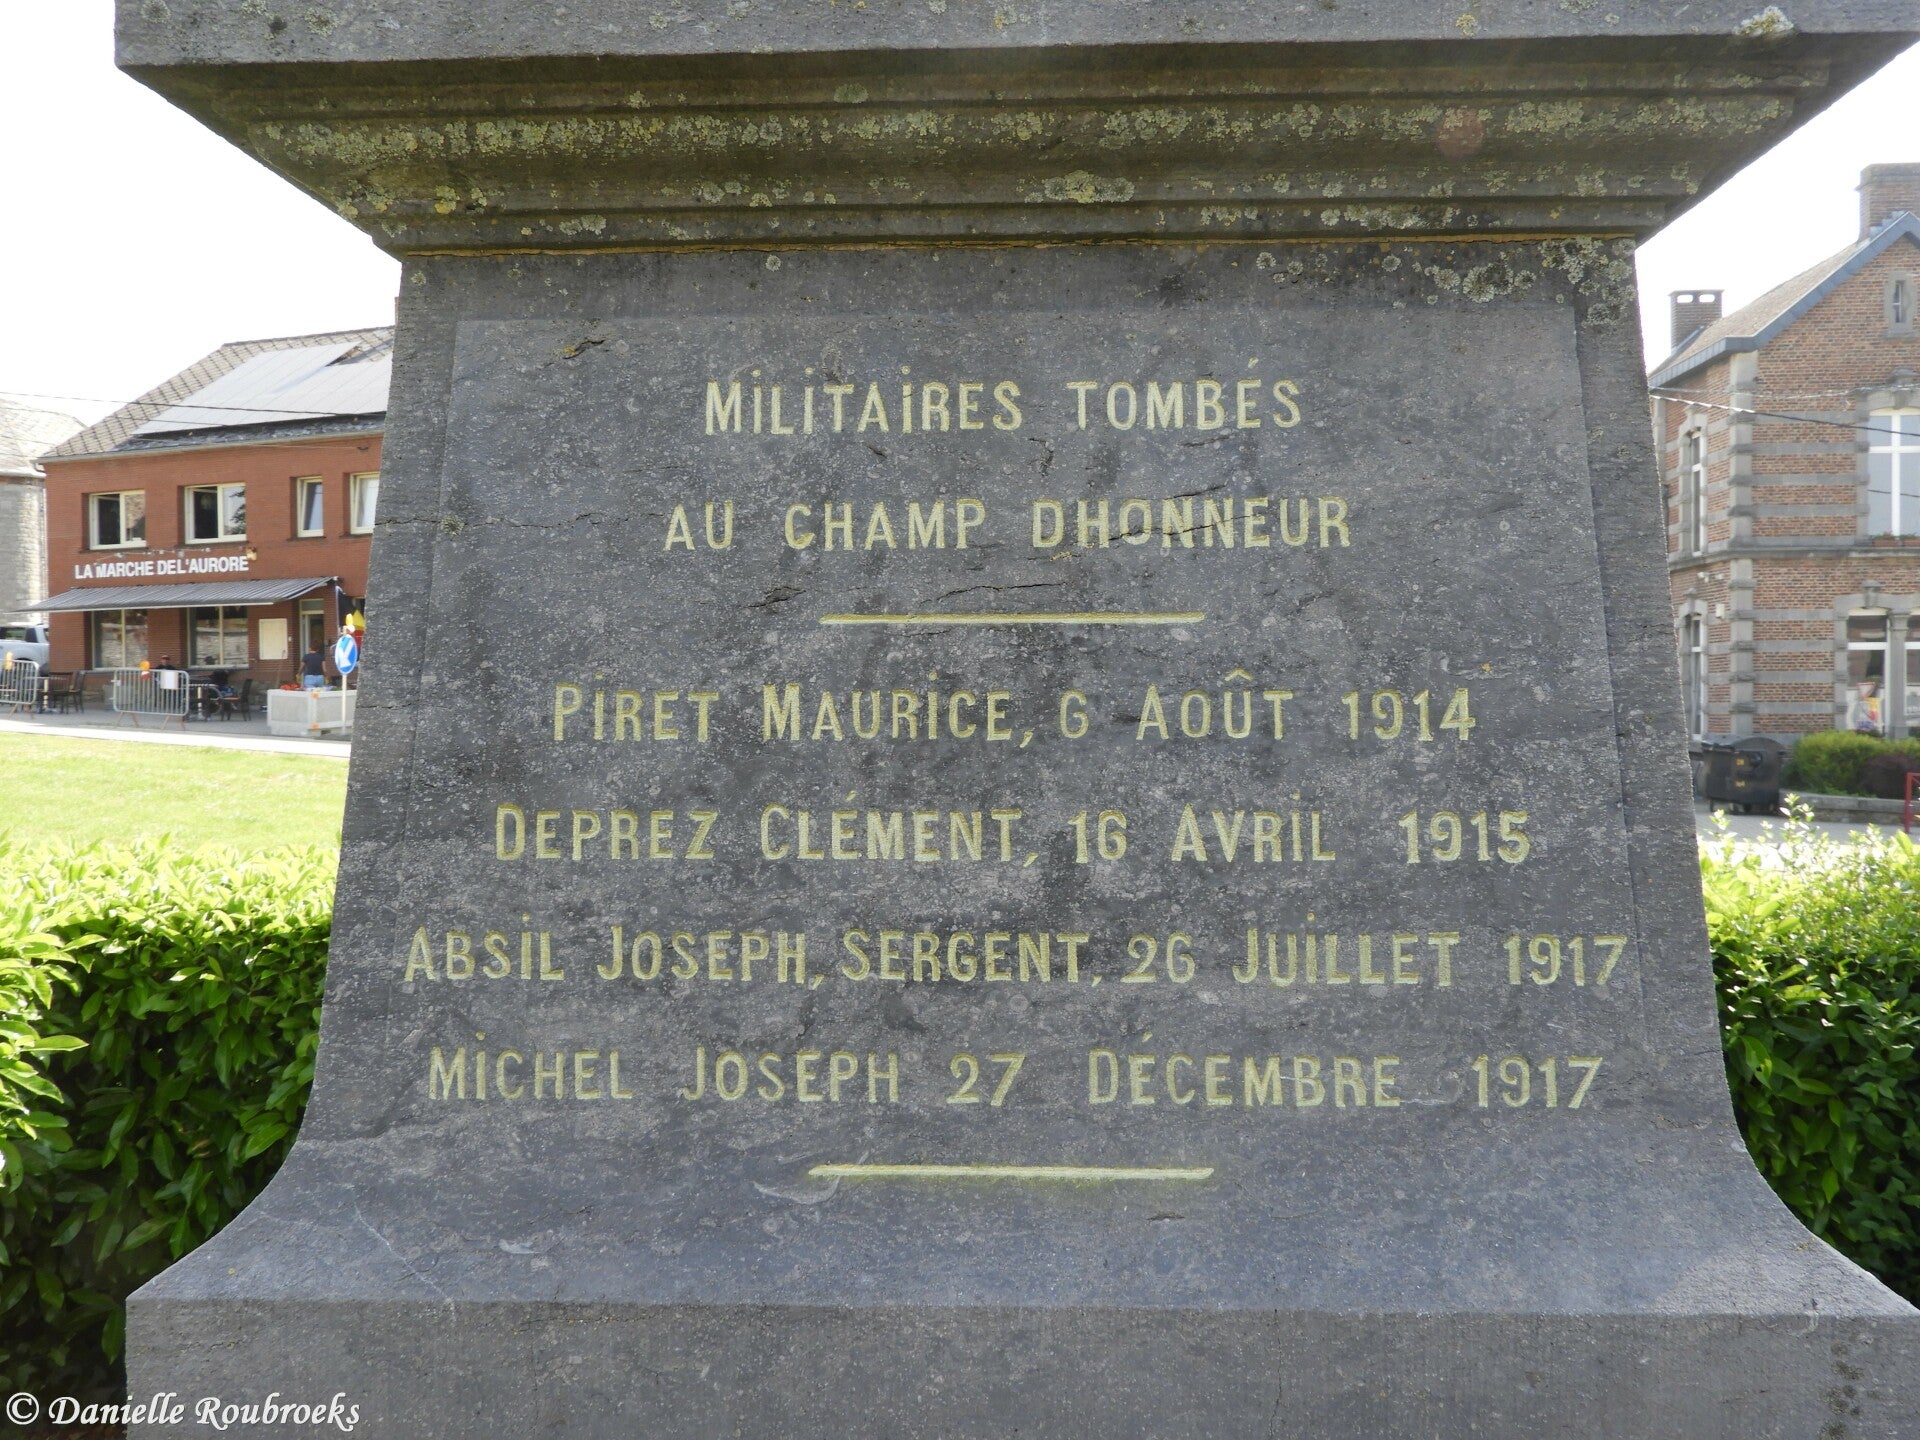 MILITAIRES TOMBÉS
AU CHAMP DHONNEUR
PIRET MAURICE, 6 AOÛT 1914
DEPREZ CLÉMENT, 16 AVRIL 1915
ABSIL JOSEPH, SERGENT, 26 JUILLET 1917
MICHEL JOSEPH 27 DÉCEMBRE 1917
LA MARCHE DE L'AURORE
© Danielle Roubroeks